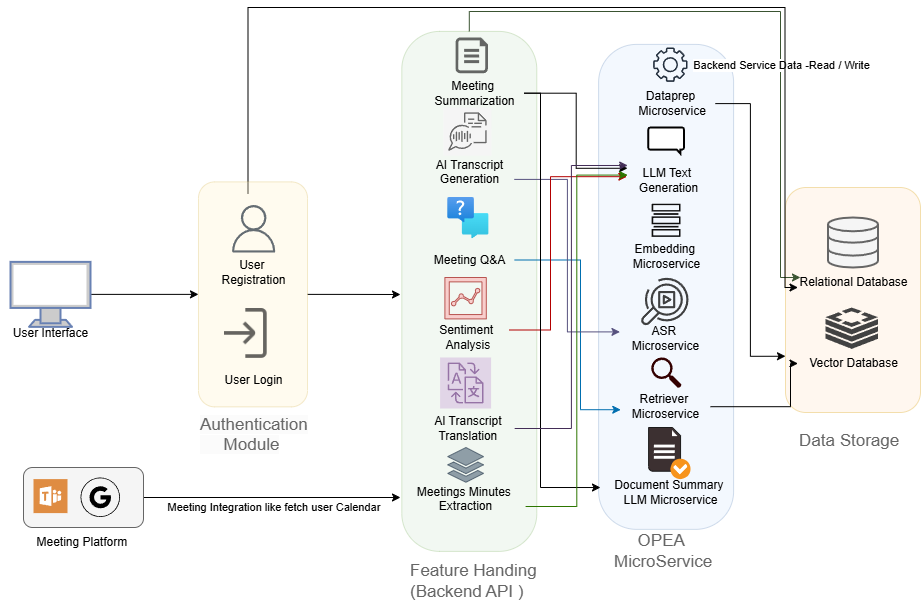 User Interface
User
Registration
User Login
Authentication
Module
T
G
Meeting Platform
Meeting Integration like fetch user Calendar
Meeting
Summarization
AI Transcript
Generation
?
Meeting Q&A
Sentiment
Analysis
A
文
AI Transcript
Translation
Meetings Minutes
Extraction
Feature Handing
(Backend API )
Backend Service Data -Read / Write
Dataprep
Microservice
LLM Text
Generation
Embedding
Microservice
ASR
Microservice
Retriever
Microservice
Document Summary
LLM Microservice
OPEA
MicroService
Relational Database
Vector Database
Data Storage